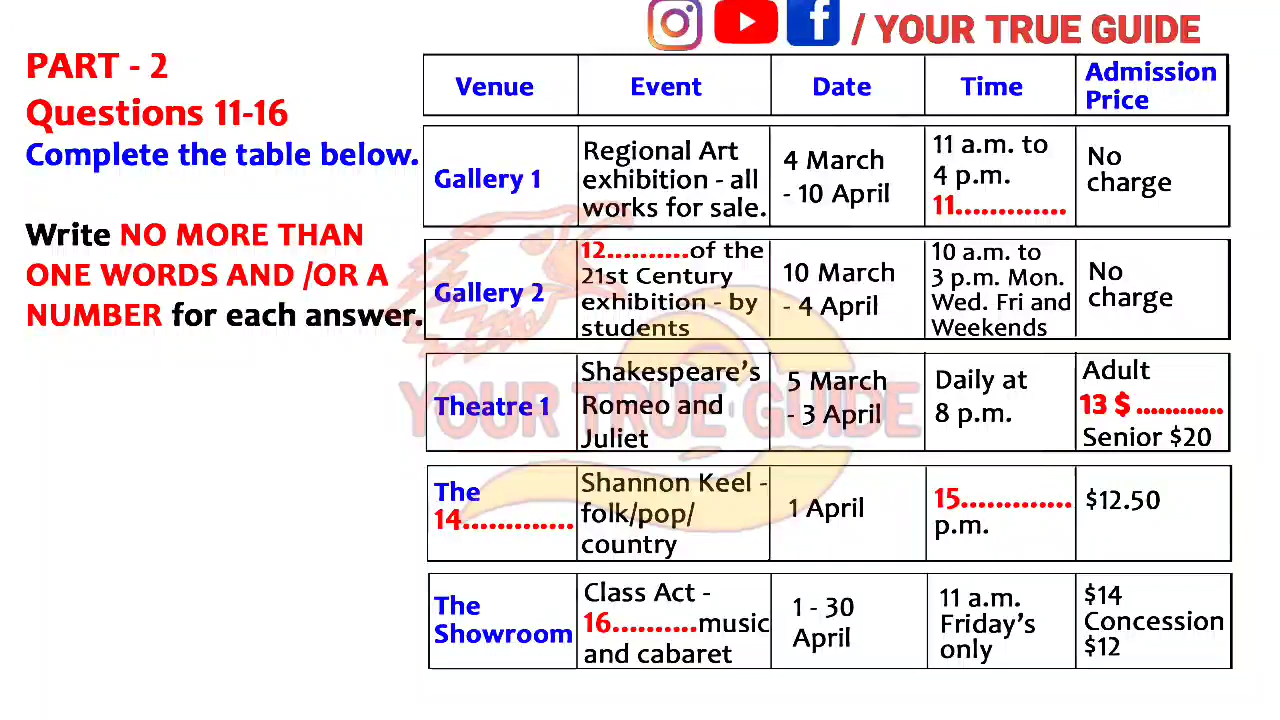 / YOUR TRUE GUIDE
PART - 2
Questions 11-16
Complete the table below.
Write NO MORE THAN
ONE WORDS AND /OR A
NUMBER for each answer.
Venue
Event
Date
Time
Admission
Price
Gallery 1
Regional Art
exhibition - all
works for sale.
4 March
- 10 April
11 a.m. to
4 p.m.
11.............
No
charge
Gallery 2
12..........of the
21st Century
exhibition - by
students
10 March
- 4 April
10 a.m. to
3 p.m. Mon.
Wed. Fri and
Weekends
No
charge
Theatre 1
Shakespeare's
Romeo and
Juliet
5 March
- 3 April
Daily at
8 p.m.
Adult
13 $ ............
Senior $20
The
14.............
Shannon Keel -
folk/pop/
country
1 April
15.............
p.m.
$12.50
The
Showroom
Class Act -
16..........music
and cabaret
1 - 30
April
11 a.m.
Friday's
only
$14
Concession
$12
YOUR TRUE GUIDE